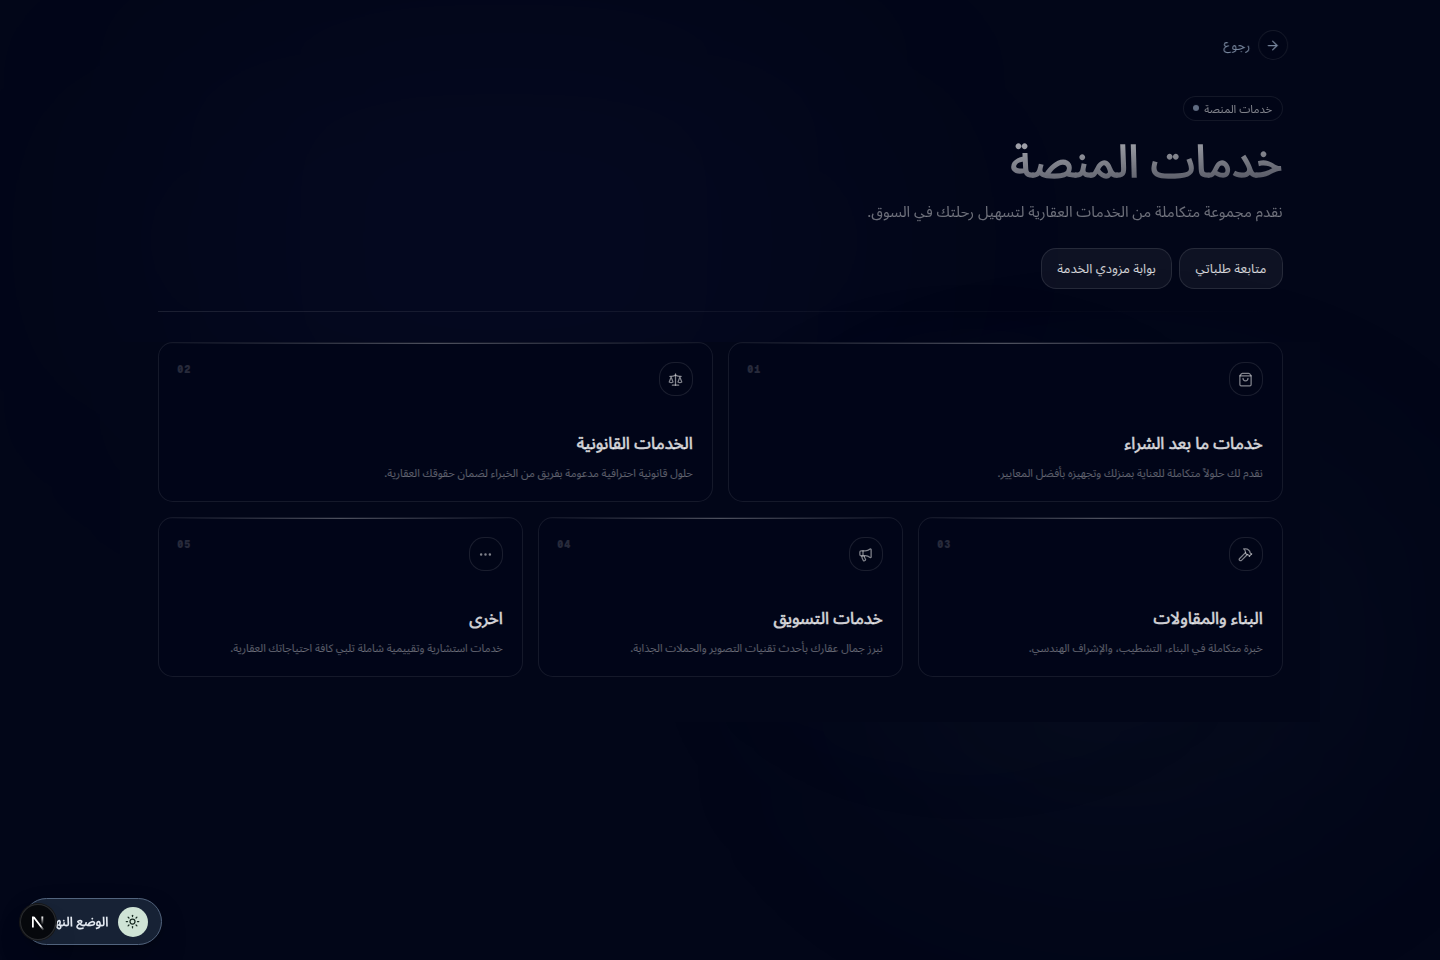 رجوع
خدمات المنصة
خدمات المنصة
نقدم مجموعة متكاملة من الخدمات العقارية لتسهيل رحلتك في السوق.
متابعة طلباتي
بوابة مزودي الخدمة
01
خدمات ما بعد الشراء
نقدم لك حلولاً متكاملة للعناية بمنزلك وتجهيزه بأفضل المعايير.
02
الخدمات القانونية
حلول قانونية احترافية مدعومة بفريق من الخبراء لضمان حقوقك العقارية.
03
البناء والمقاولات
خبرة متكاملة في البناء، التشطيب، والإشراف الهندسي.
04
خدمات التسويق
نبرز جمال عقارك بأحدث تقنيات التصوير والحملات الجذابة.
05
اخرى
خدمات استشارية وتقييمية شاملة تلبي كافة احتياجاتك العقارية.
الوضع
N